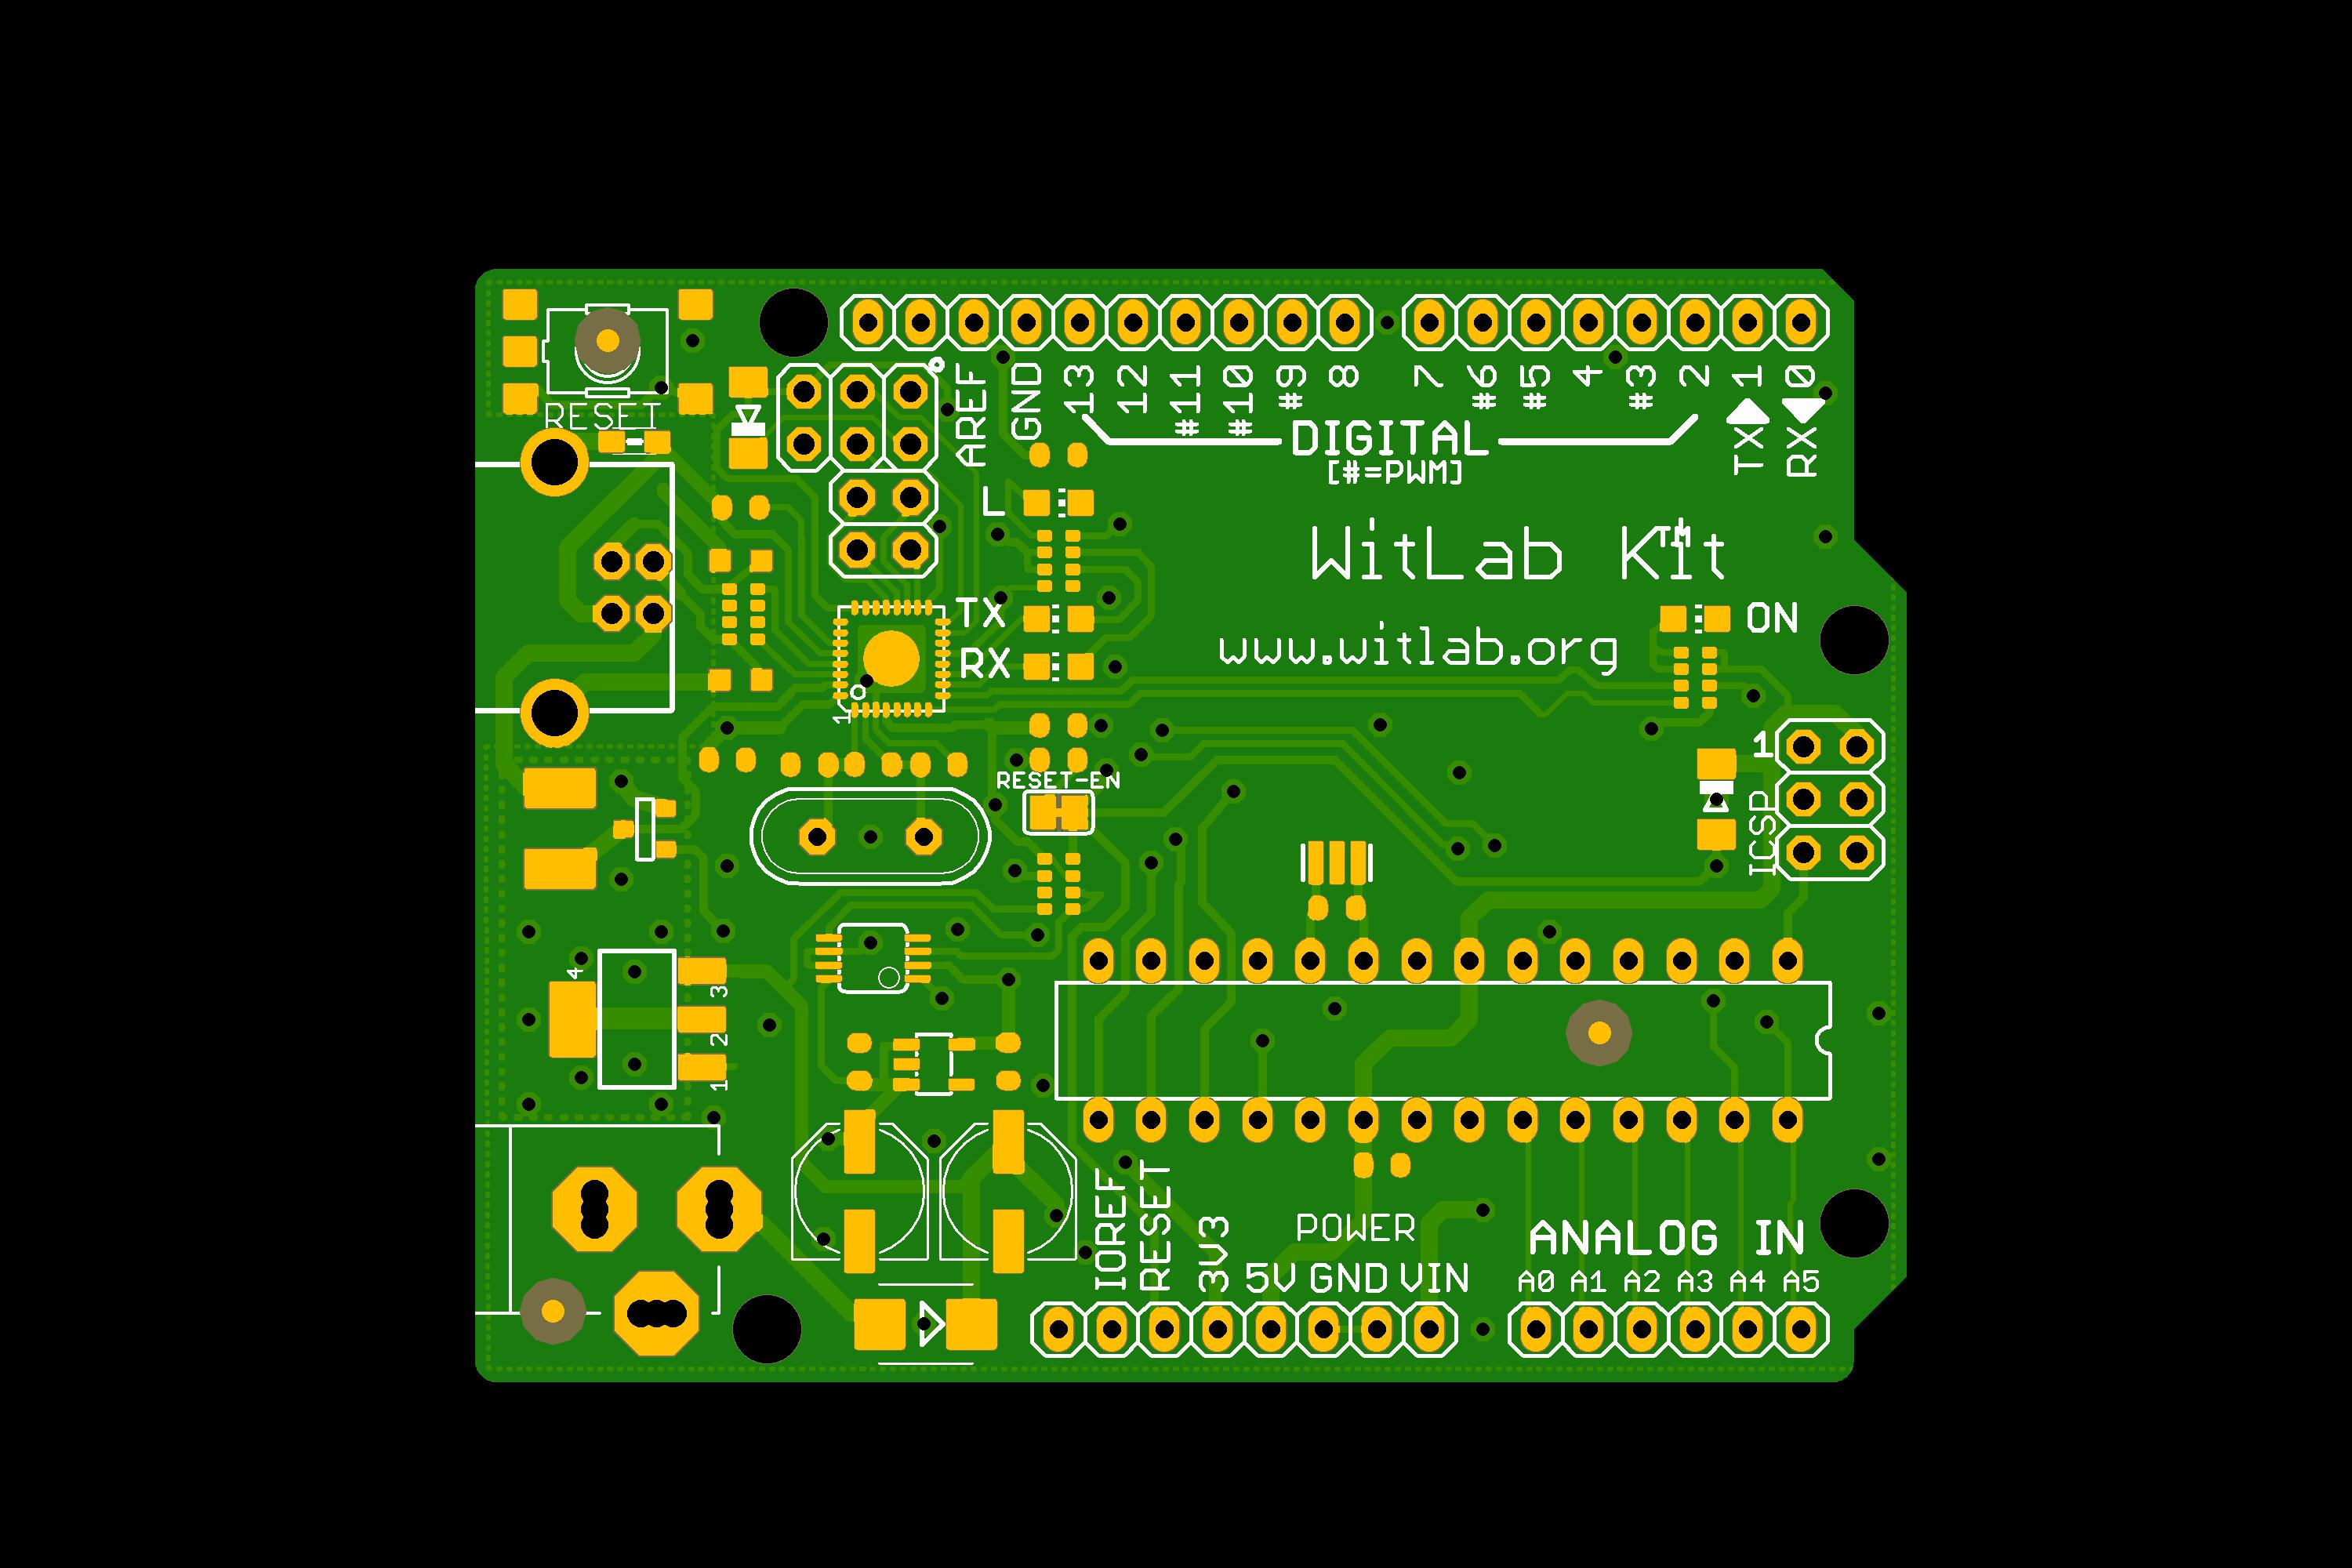 RESET
AREF
GND
13
12
#11
#10
#9
8
7
#6
#5
4
#3
2
TX 1
RX 0
DIGITAL
[#=PWM]
L
WitLab Kit
TM
TX
RX
ON
www.witlab.org
1
1
RESET-EN
ICSP
4
3
2
1
IOREF
RESET
3V3
POWER
5V GND VIN
ANALOG IN
A0 A1 A2 A3 A4 A5